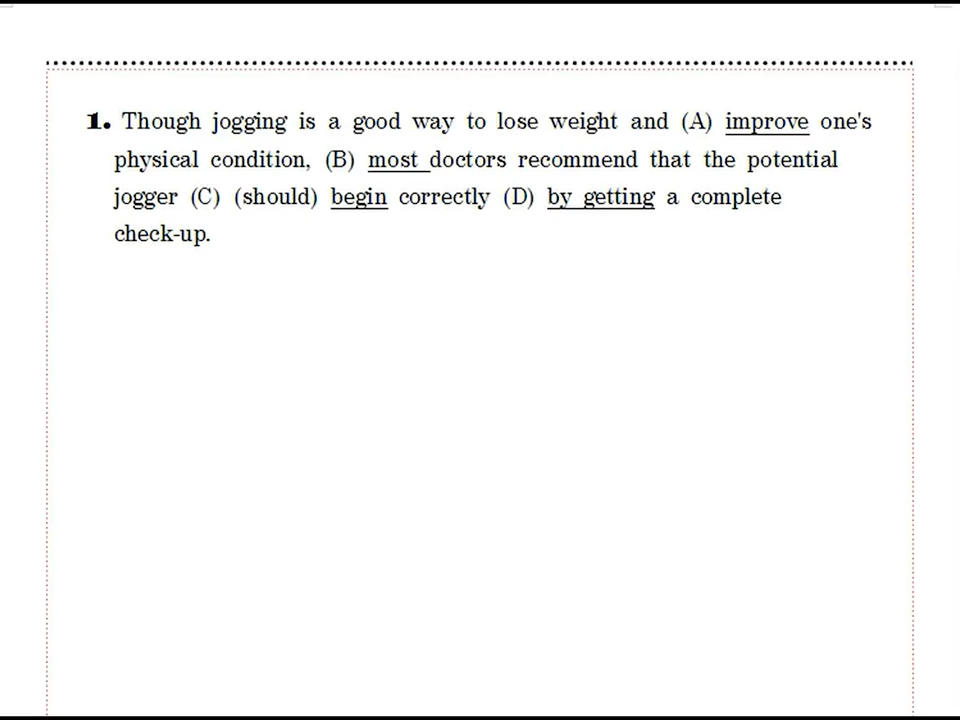 1. Though jogging is a good way to lose weight and (A) improve one's
physical condition, (B) most doctors recommend that the potential
jogger (C) (should) begin correctly (D) by getting a complete
check-up.